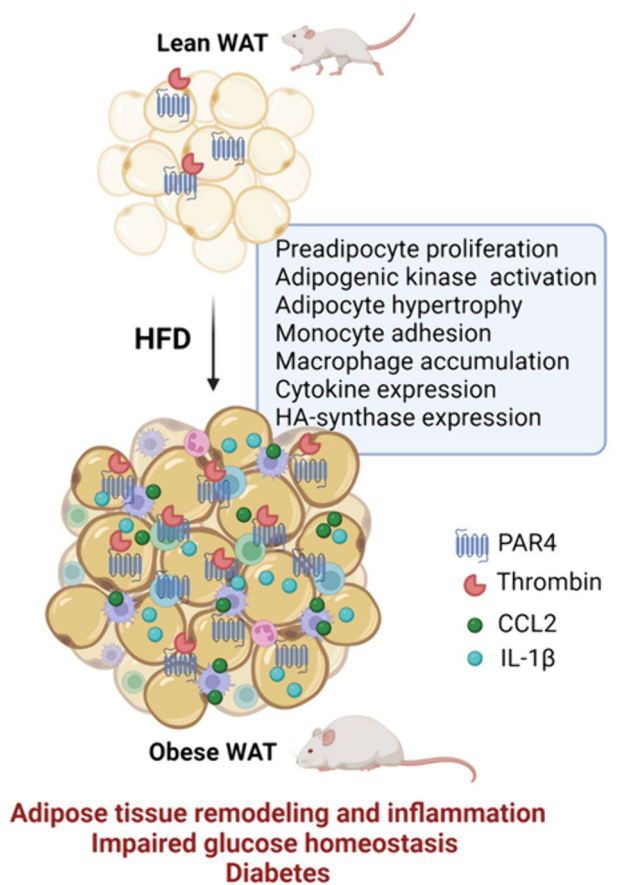 Lean WAT
Preadipocyte proliferation
Adipogenic kinase activation
Adipocyte hypertrophy
Monocyte adhesion
Macrophage accumulation
Cytokine expression
HA-synthase expression
HFD
PAR4
Thrombin
CCL2
IL-1β
Obese WAT
Adipose tissue remodeling and inflammation
Impaired glucose homeostasis
Diabetes